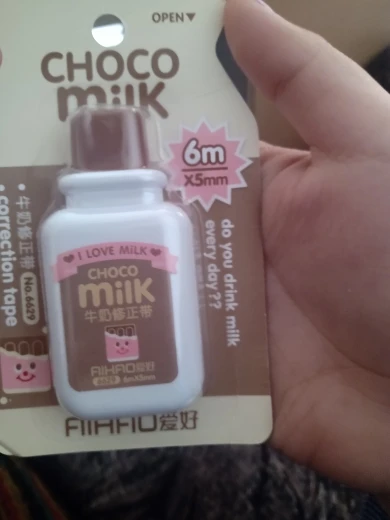 OPEN▼
CHOCO
milK
6m
X5mm
• 牛奶修正带 No.6629
• correction tape
do you drink milk
every day??
I LOVE MiLK
CHOCO
milK
牛奶修正带
AIHAO爱好
6629 6mX5mm
AIHAO爱好